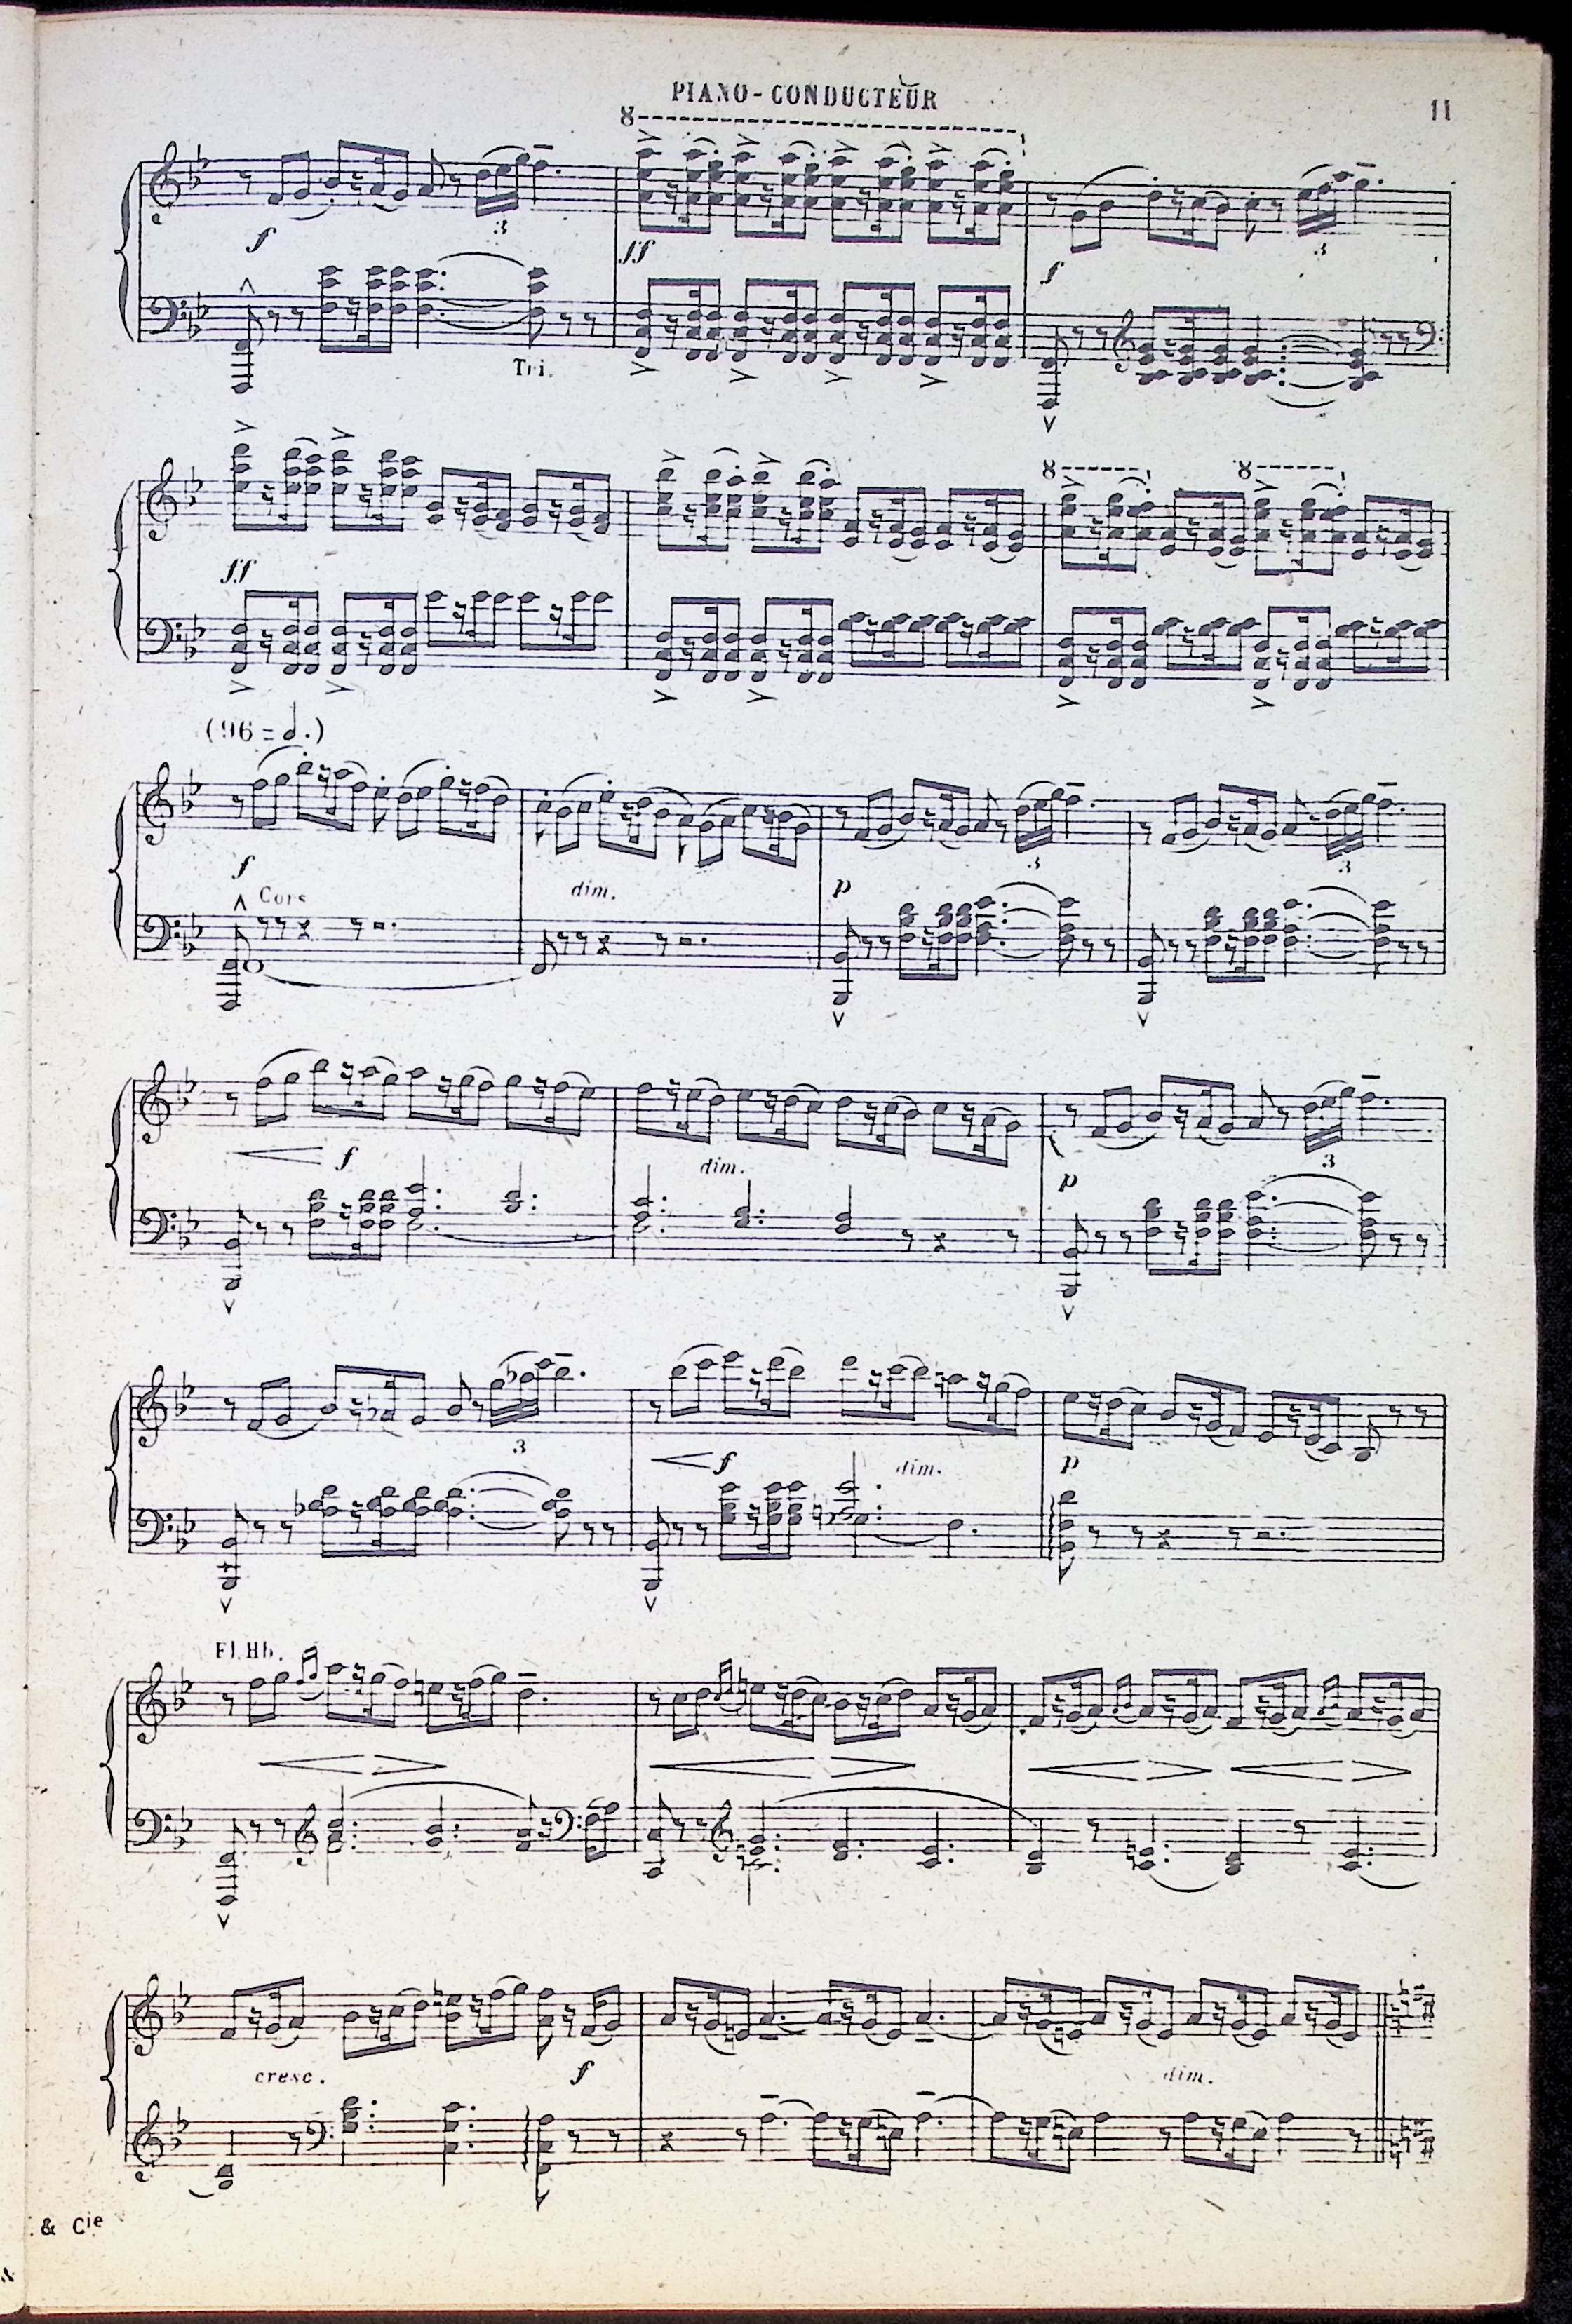 PIANO-CONDUCTEUR
11
8
f
3
ff
f
3
Tri.
ff
8
8
(96 = 𝅗𝅥.)
f
Cors
dim.
p
3
3
f
dim.
p
3
3
f
dim.
p
Fl. Hb.
cresc.
f
dim.
& Cie